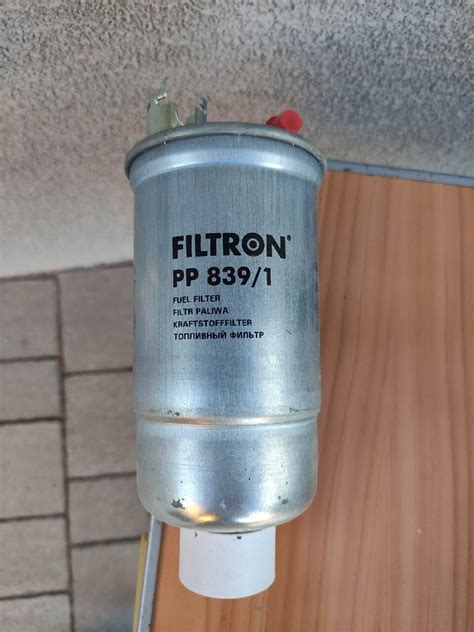 FILTRON®
PP 839/1
FUEL FILTER
FILTR PALIWA
KRAFTSTOFFFILTER
ТОПЛИВНЫЙ ФИЛЬТР